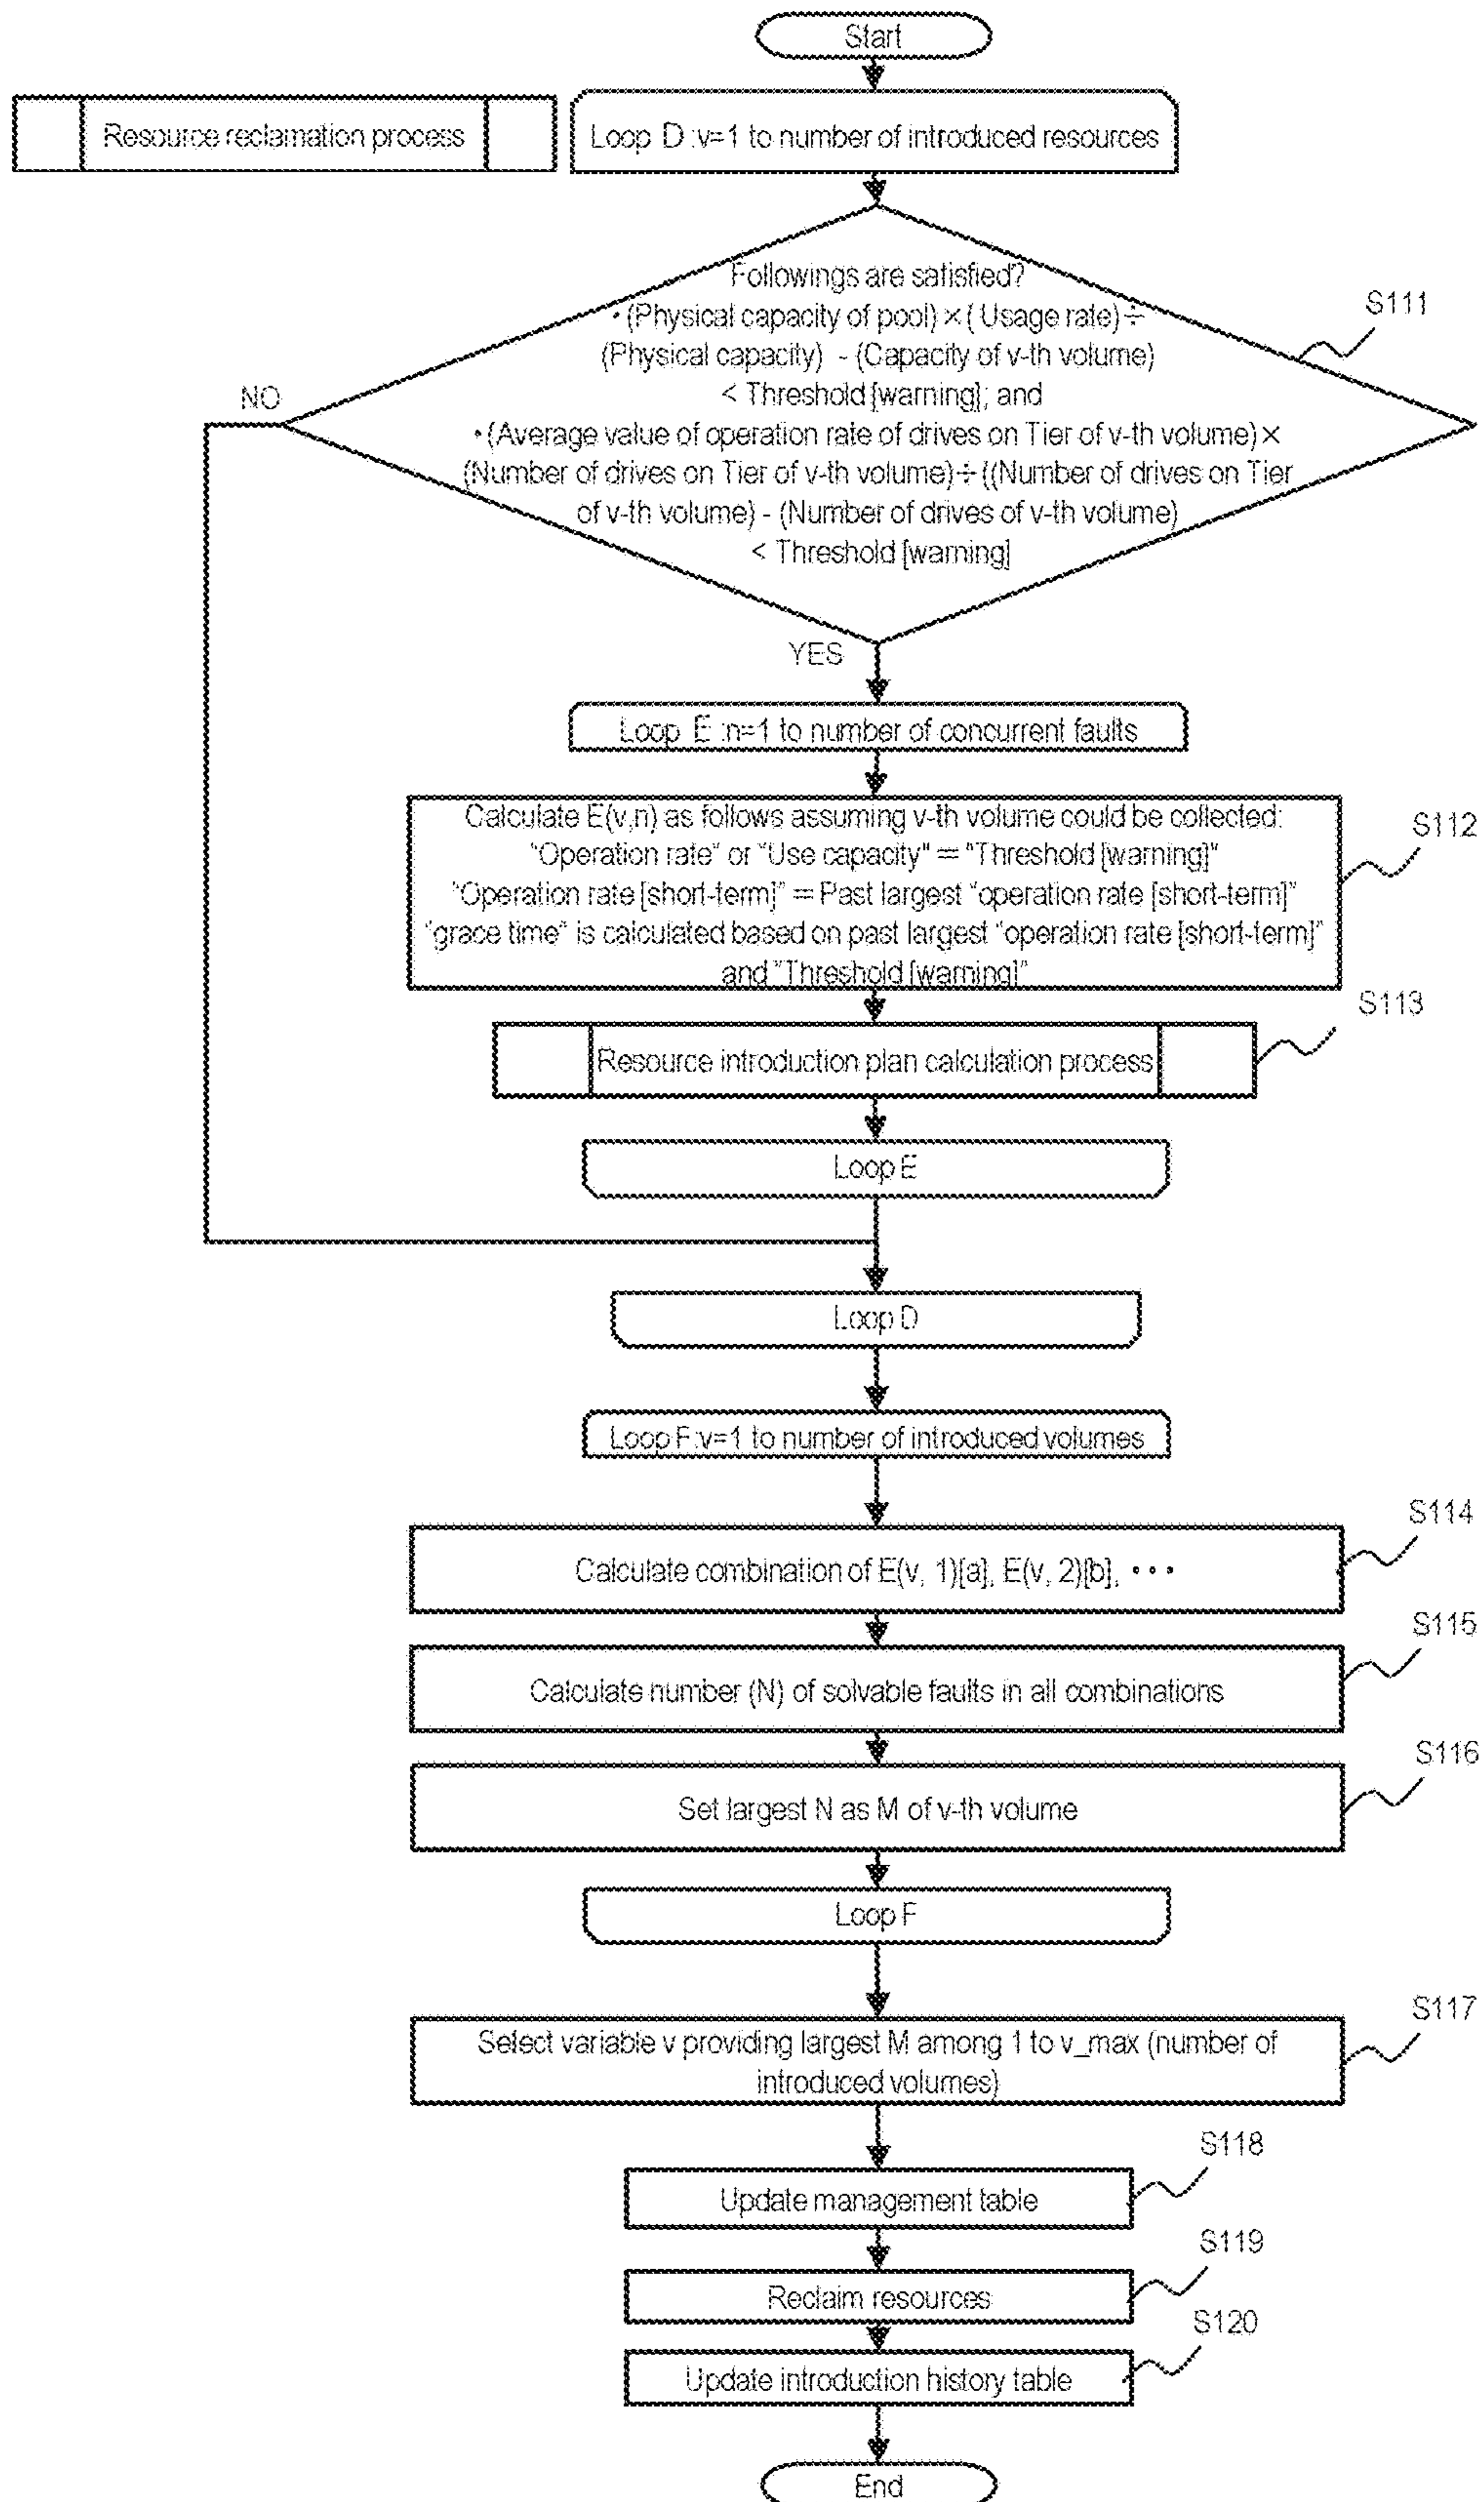 Start
Resource reclamation process
Loop D :v=1 to number of introduced resources
Followings are satisfied?
・(Physical capacity of pool) × ( Usage rate) ÷
(Physical capacity) - (Capacity of v-th volume)
< Threshold [warning]; and
・(Average value of operation rate of drives on Tier of v-th volume) ×
(Number of drives on Tier of v-th volume) ÷ ((Number of drives on Tier
of v-th volume) - (Number of drives of v-th volume)
< Threshold [warning]
S111
NO
YES
Loop E :n=1 to number of concurrent faults
Calculate E(v,n) as follows assuming v-th volume could be collected:
"Operation rate" or "Use capacity" = "Threshold [warning]"
"Operation rate [short-term]" = Past largest "operation rate [short-term]"
"grace time" is calculated based on past largest "operation rate [short-term]"
and "Threshold [warning]"
S112
Resource introduction plan calculation process
S113
Loop E
Loop D
Loop F:v=1 to number of introduced volumes
Calculate combination of E(v, 1)[a], E(v, 2)[b], ・・・
S114
Calculate number (N) of solvable faults in all combinations
S115
Set largest N as M of v-th volume
S116
Loop F
Select variable v providing largest M among 1 to v_max (number of
introduced volumes)
S117
Update management table
S118
Reclaim resources
S119
Update introduction history table
S120
End